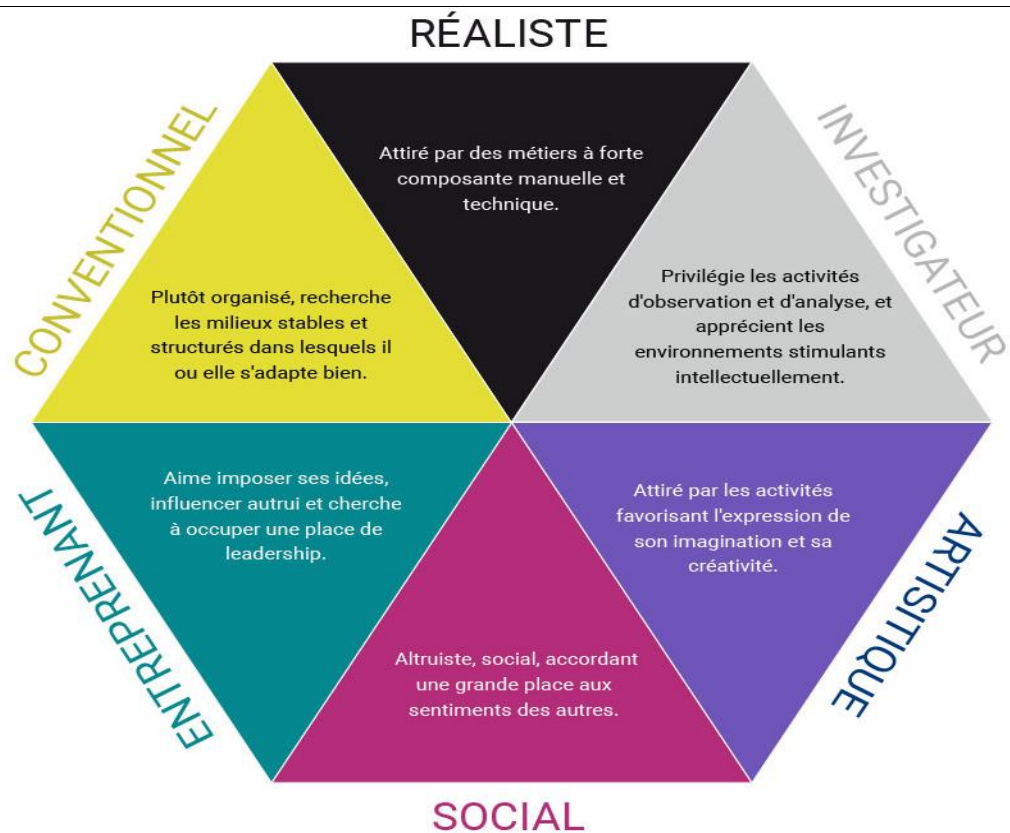 RÉALISTE
Attiré par des métiers à forte
composante manuelle et
technique.
INVESTIGATEUR
Privilégie les activités
d'observation et d'analyse, et
apprécient les
environnements stimulants
intellectuellement.
ARTISITIQUE
Attiré par les activités
favorisant l'expression de
son imagination et sa
créativité.
SOCIAL
Altruiste, social, accordant
une grande place aux
sentiments des autres.
ENTREPRENANT
Aime imposer ses idées,
influencer autrui et cherche
à occuper une place de
leadership.
CONVENTIONNEL
Plutôt organisé, recherche
les milieux stables et
structurés dans lesquels il
ou elle s'adapte bien.